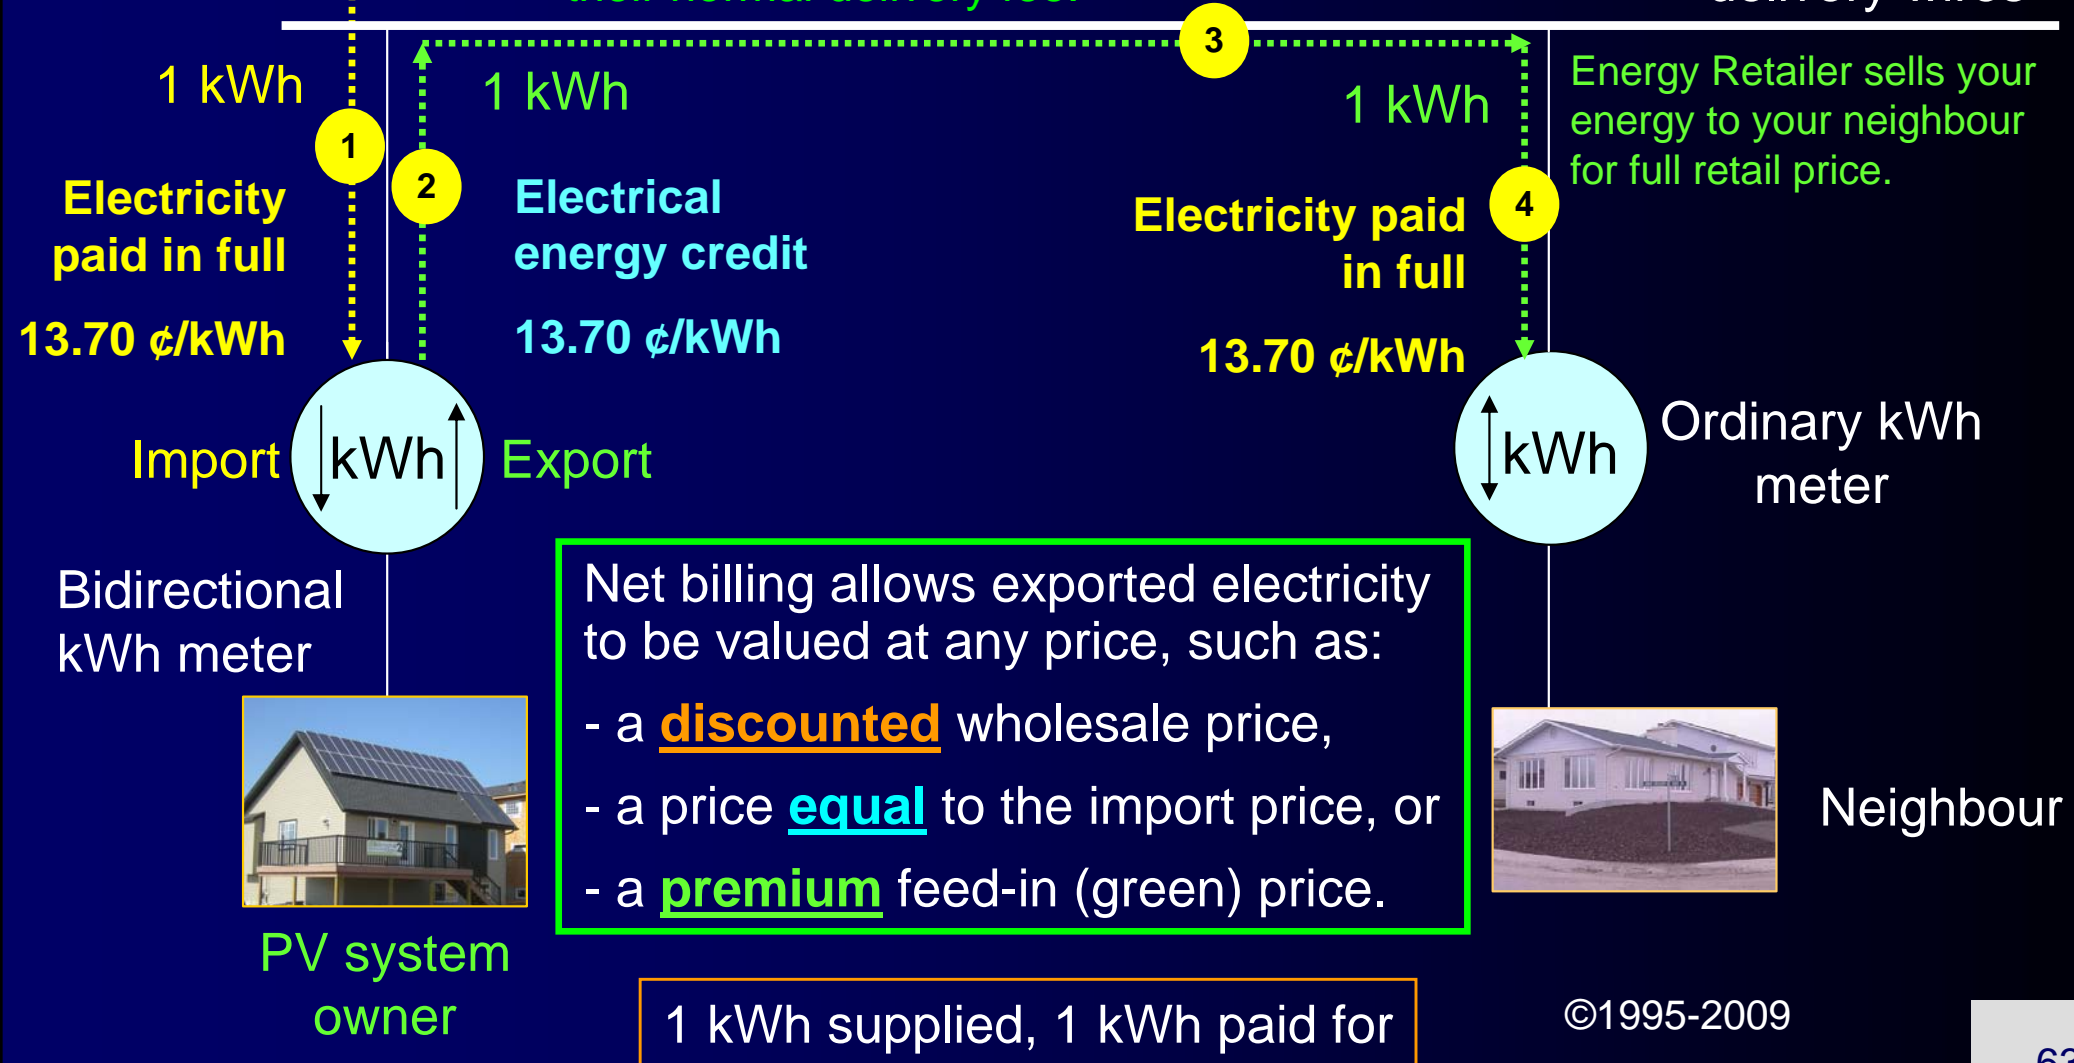 1 kWh
1
Electricity
paid in full
13.70 ¢/kWh
1 kWh
2
Electrical
energy credit
13.70 ¢/kWh
3
1 kWh
4
Electricity paid
in full
13.70 ¢/kWh
Energy Retailer sells your
energy to your neighbour
for full retail price.
Import
kWh
Export
kWh
Ordinary kWh
meter
Bidirectional
kWh meter
Net billing allows exported electricity
to be valued at any price, such as:
- a discounted wholesale price,
- a price equal to the import price, or
- a premium feed-in (green) price.
Neighbour
PV system
owner
1 kWh supplied, 1 kWh paid for
©1995-2009